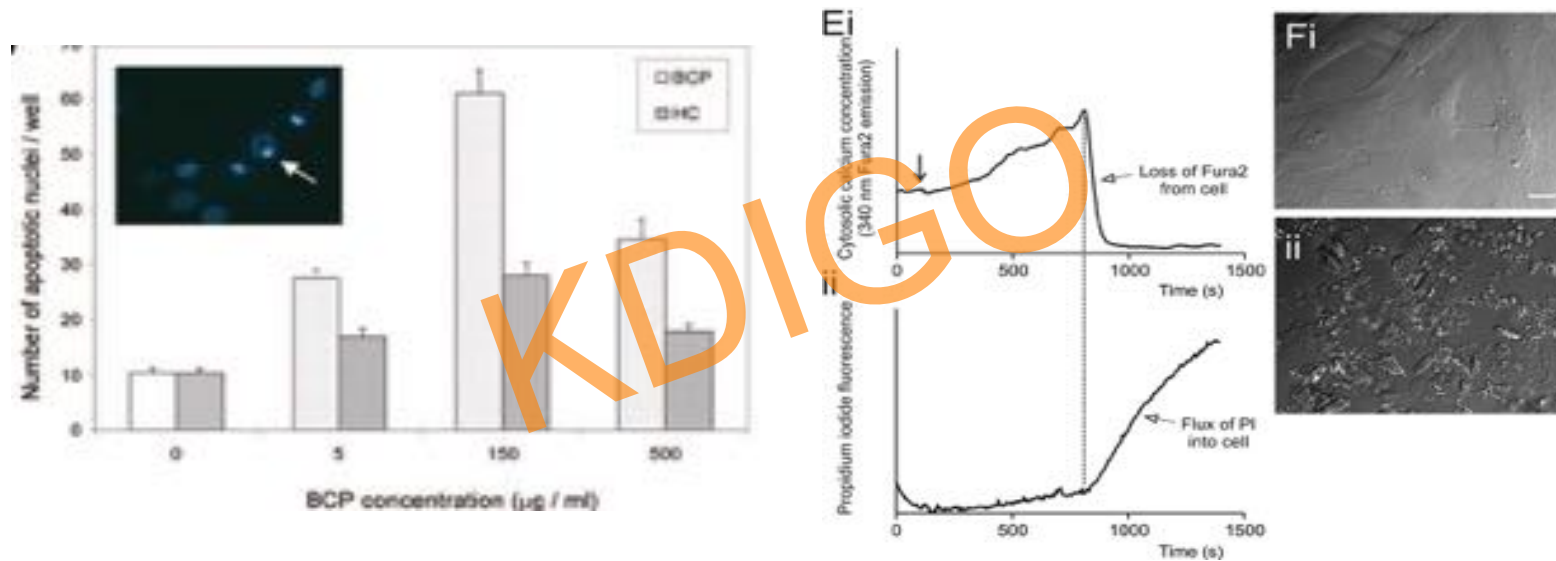 70
60
50
40
30
20
10
0
Number of apoptotic nuclei / well
BCP
HC
0 5 150 500
BCP concentration (µg / ml)
KDIGO
Ei
Cytosolic calcium concentration
(340 nm Fura2 emission)
Loss of Fura2
from cell
0 500 1000 1500
Time (s)
ii
Propidium iodide fluorescence
Flux of PI
into cell
0 500 1000 1500
Time (s)
Fi
ii